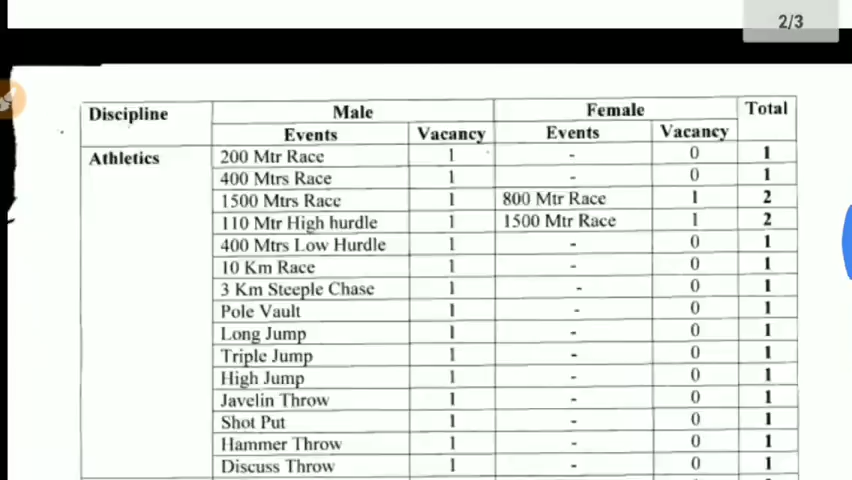 2/3
Discipline Male Female Total
Events Vacancy Events Vacancy
Athletics 200 Mtr Race 1 - 0 1
400 Mtrs Race 1 - 0 1
1500 Mtrs Race 1 800 Mtr Race 1 2
110 Mtr High hurdle 1 1500 Mtr Race 1 2
400 Mtrs Low Hurdle 1 - 0 1
10 Km Race 1 - 0 1
3 Km Steeple Chase 1 - 0 1
Pole Vault 1 - 0 1
Long Jump 1 - 0 1
Triple Jump 1 - 0 1
High Jump 1 - 0 1
Javelin Throw 1 - 0 1
Shot Put 1 - 0 1
Hammer Throw 1 - 0 1
Discuss Throw 1 - 0 1